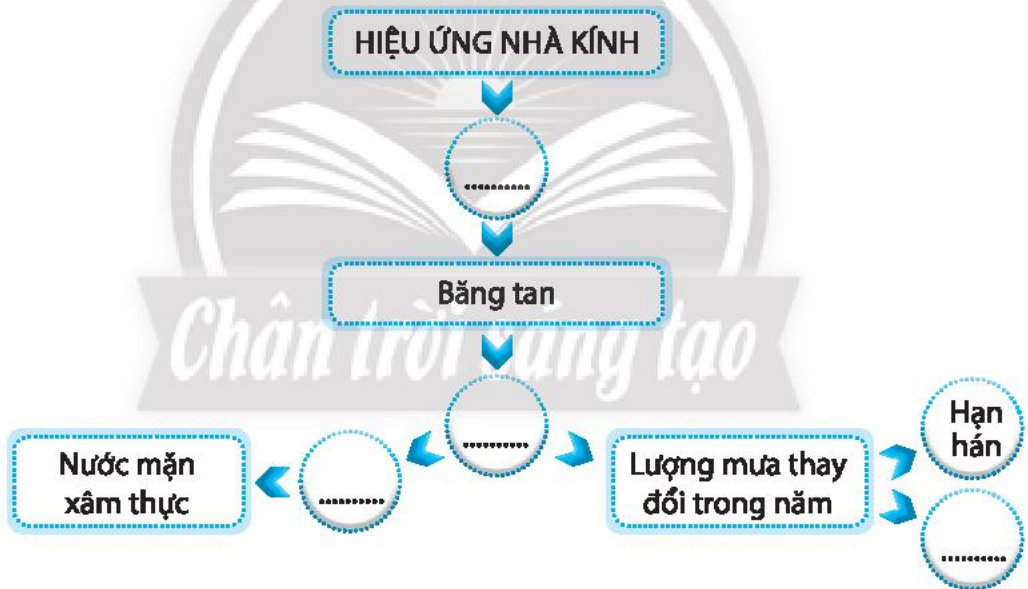 HIỆU ỨNG NHÀ KÍNH
..........
Băng tan
Chân trời sáng tạo
..........
..........
Nước mặn
xâm thực
Lượng mưa thay
đổi trong năm
Hạn
hán
..........